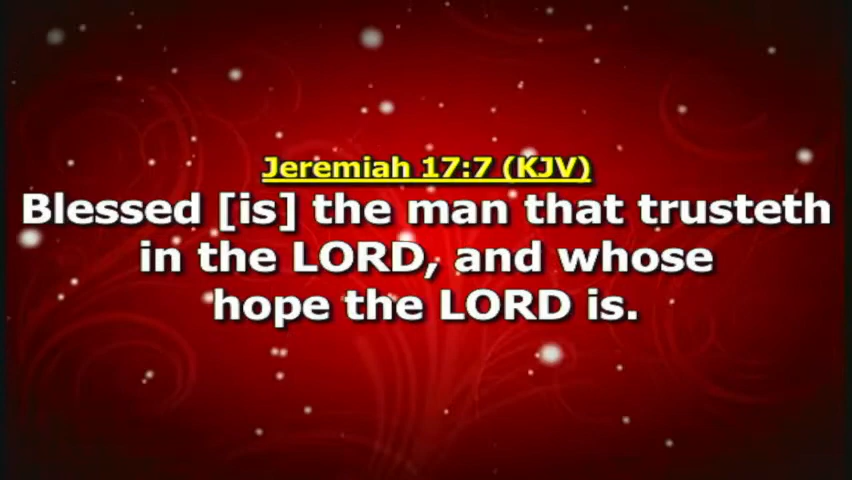 Jeremiah 17:7 (KJV)
Blessed [is] the man that trusteth
in the LORD, and whose
hope the LORD is.